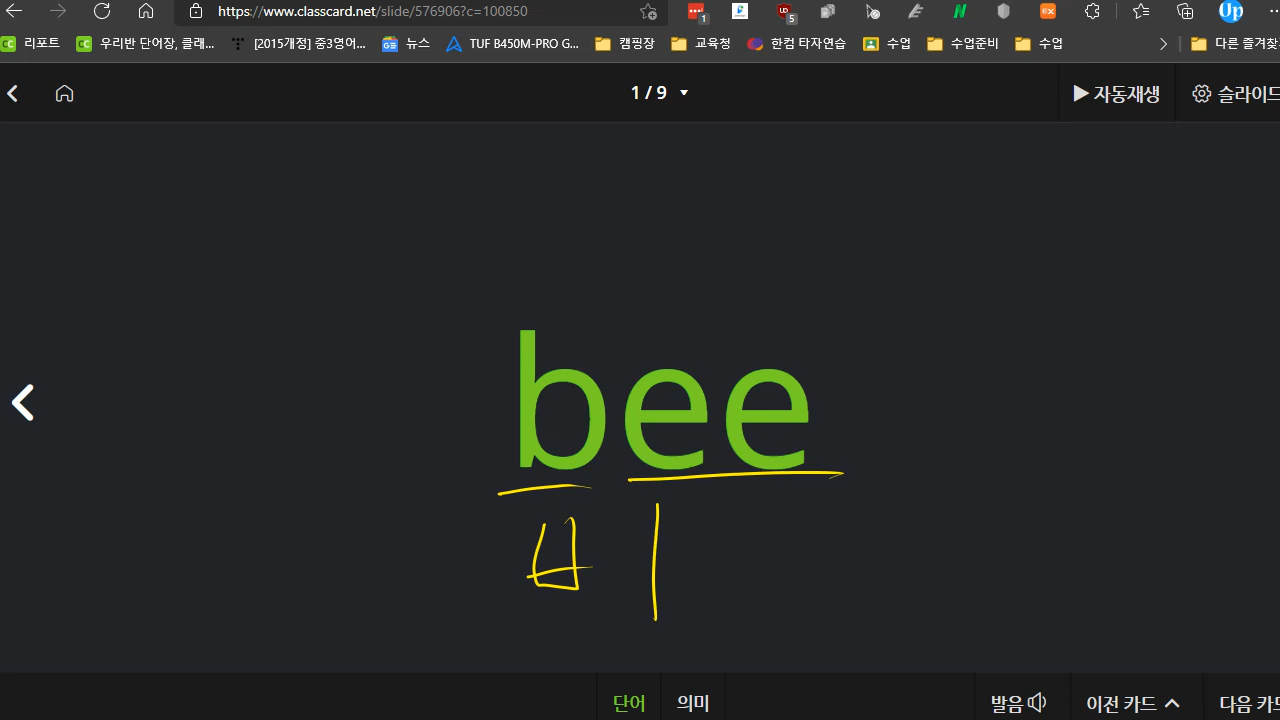 https://www.classcard.net/slide/576906?c=100850
1
5
Up
리포트 우리반 단어장, 클래... [2015개정] 중3영어... 뉴스 TUF B450M-PRO G... 캠핑장 교육청 한컴 타자연습 수업 수업준비 수업 다른 즐겨찾
1 / 9
자동재생 슬라이드
bee
비
단어 의미 발음 이전 카드 다음 카